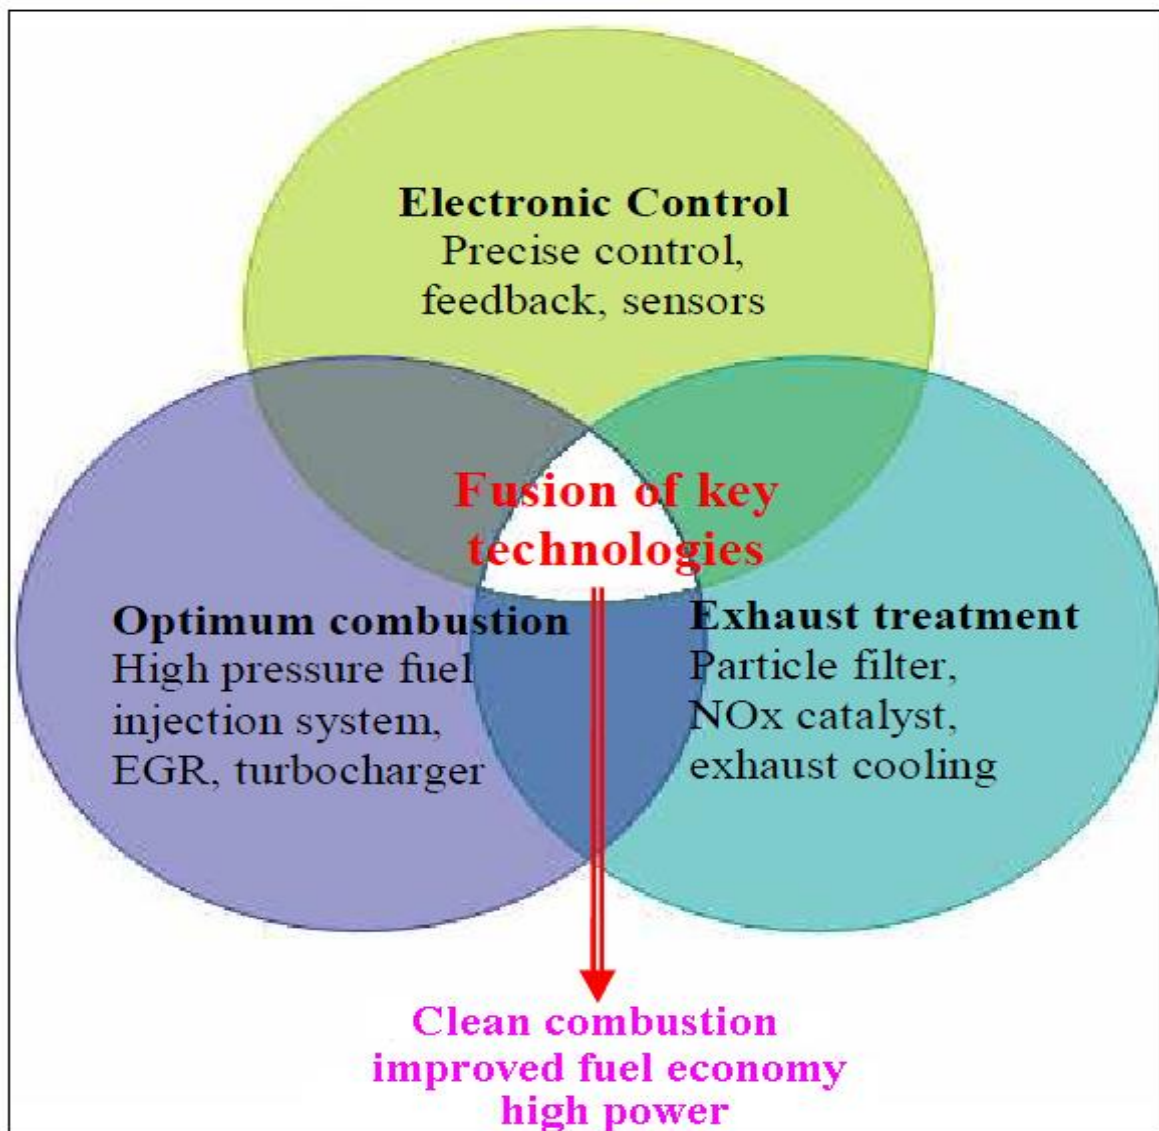 Electronic Control
Precise control,
feedback, sensors
Fusion of key
technologies
Optimum combustion
High pressure fuel
injection system,
EGR, turbocharger
Exhaust treatment
Particle filter,
NOx catalyst,
exhaust cooling
Clean combustion
improved fuel economy
high power